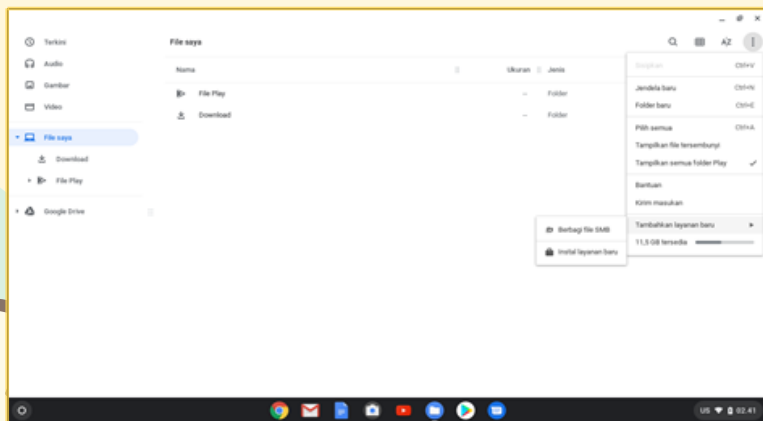 Terkini
Audio
Gambar
Video
File saya
Download
File Play
Google Drive
File saya
Nama
Ukuran
Jenis
File Play
--
Folder
Download
--
Folder
AZ
Ctrl+V
Jendela baru Ctrl+N
Folder baru Ctrl+E
Pilih semua Ctrl+A
Tampilkan file tersembunyi
Tampilkan semua folder Play
Bantuan
Kirim masukan
Tambahkan layanan baru
11,5 GB tersedia
Berbagi file SMB
Instal layanan baru
US 02.41